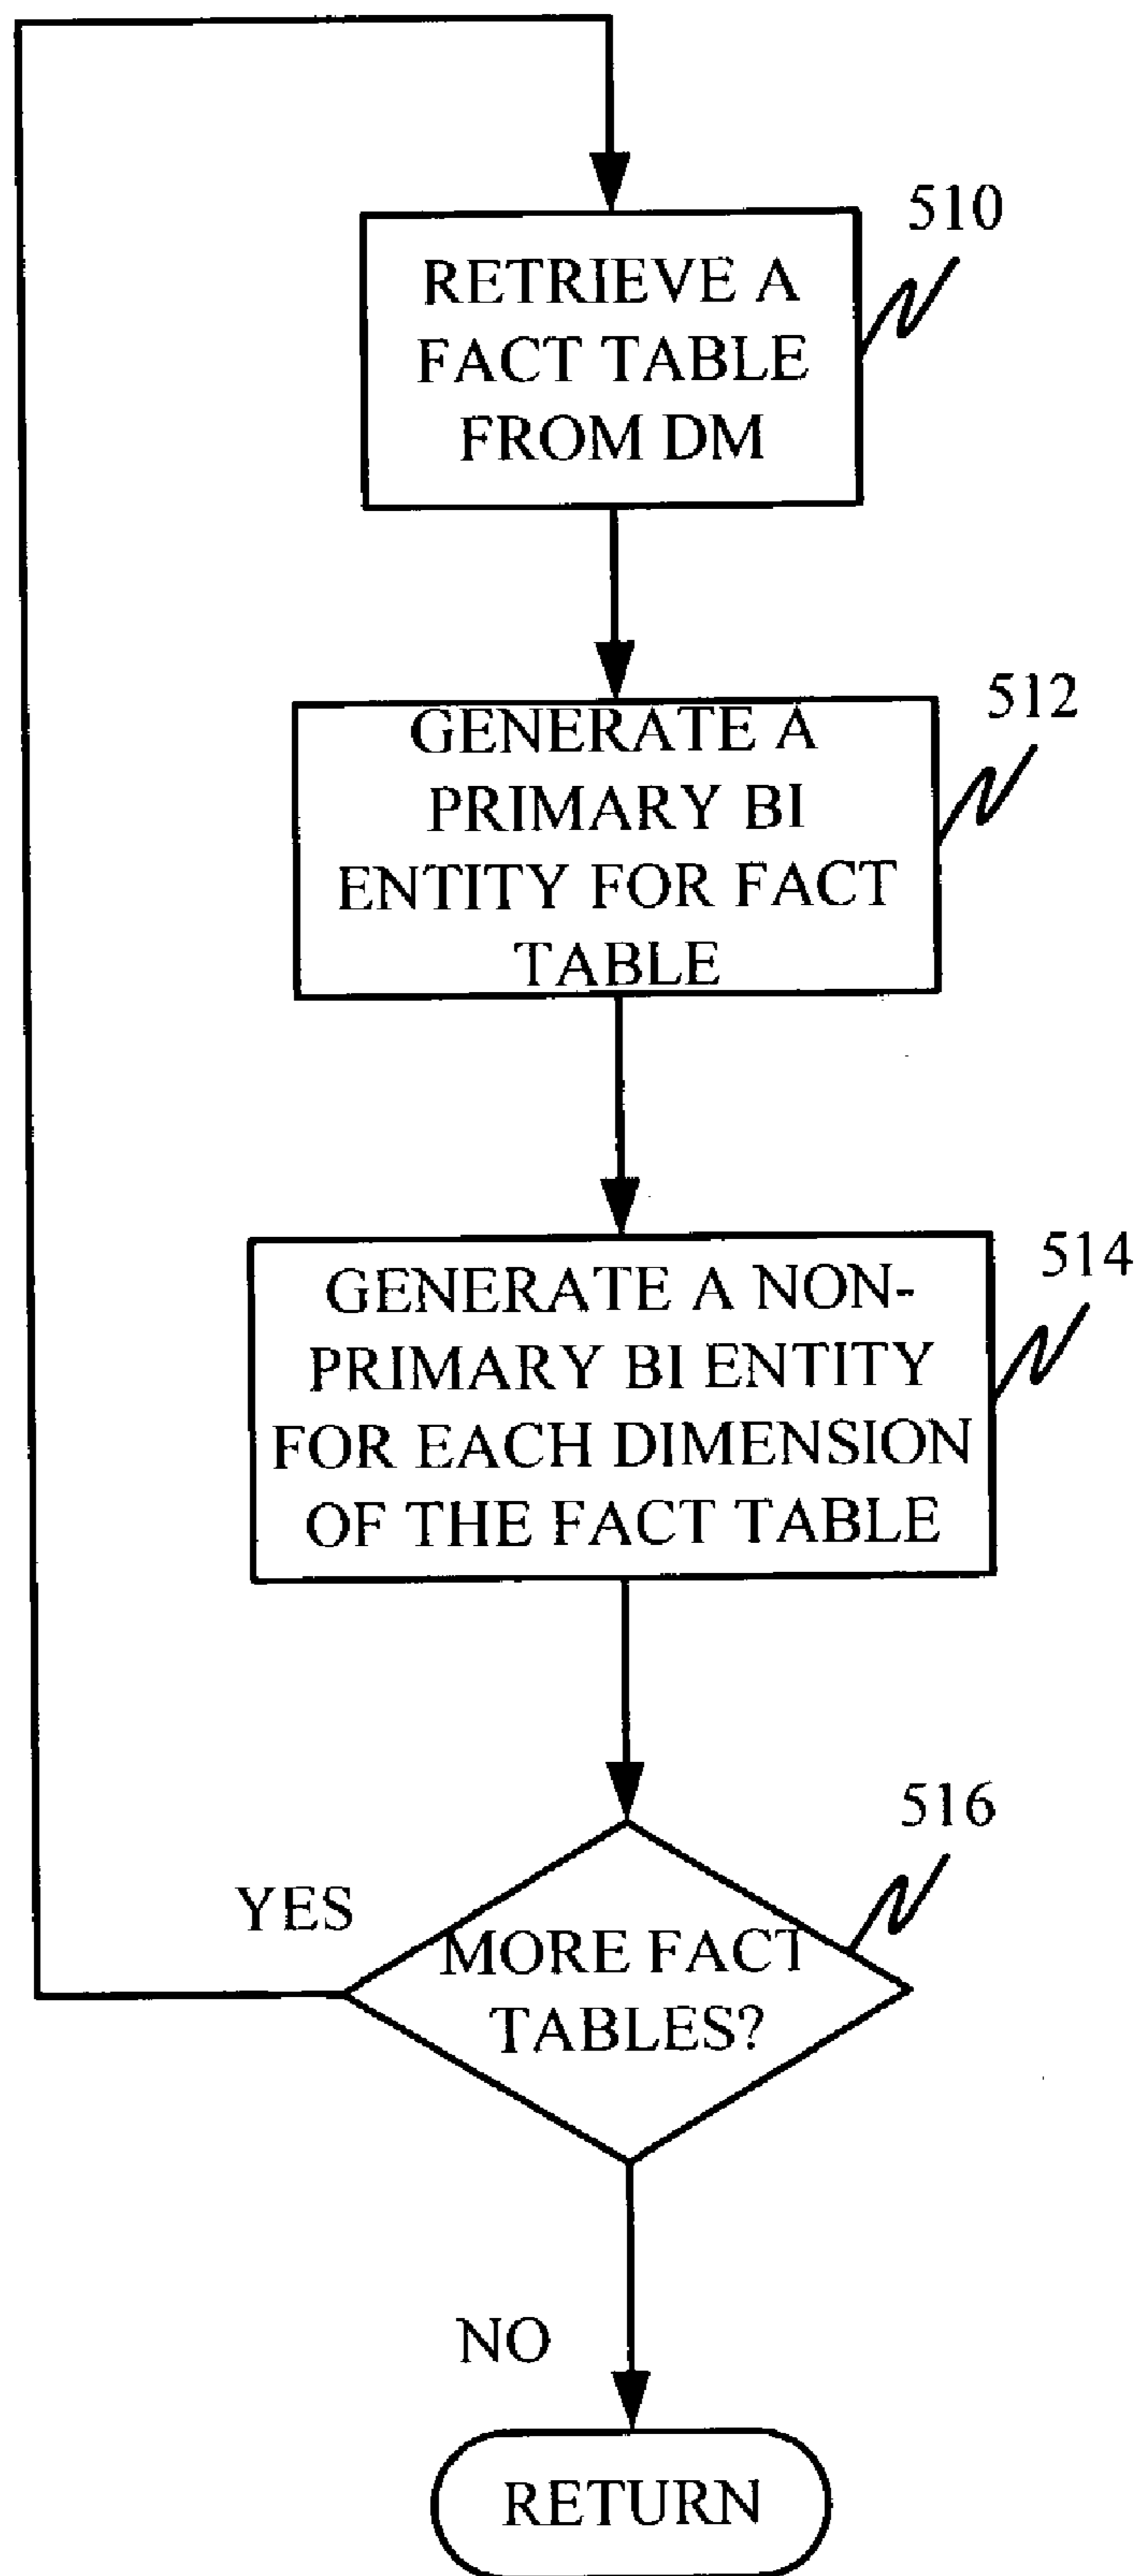 510
RETRIEVE A
FACT TABLE
FROM DM
512
GENERATE A
PRIMARY BI
ENTITY FOR FACT
TABLE
514
GENERATE A NON-
PRIMARY BI ENTITY
FOR EACH DIMENSION
OF THE FACT TABLE
516
YES
MORE FACT
TABLES?
NO
RETURN